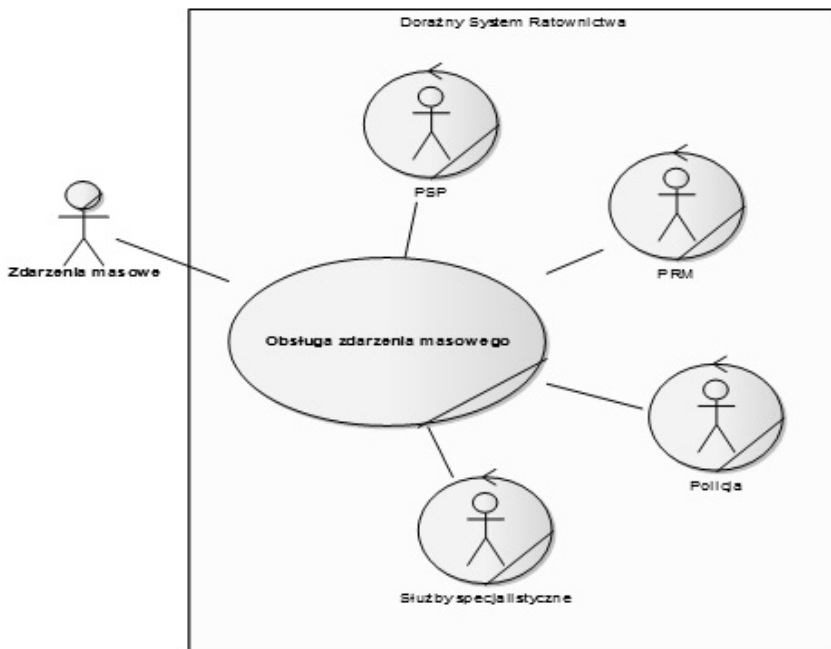 Doraźny System Ratownictwa
PSP
PRM
Zdarzenia masowe
Obsługa zdarzenia masowego
Policja
Służby specjalistyczne